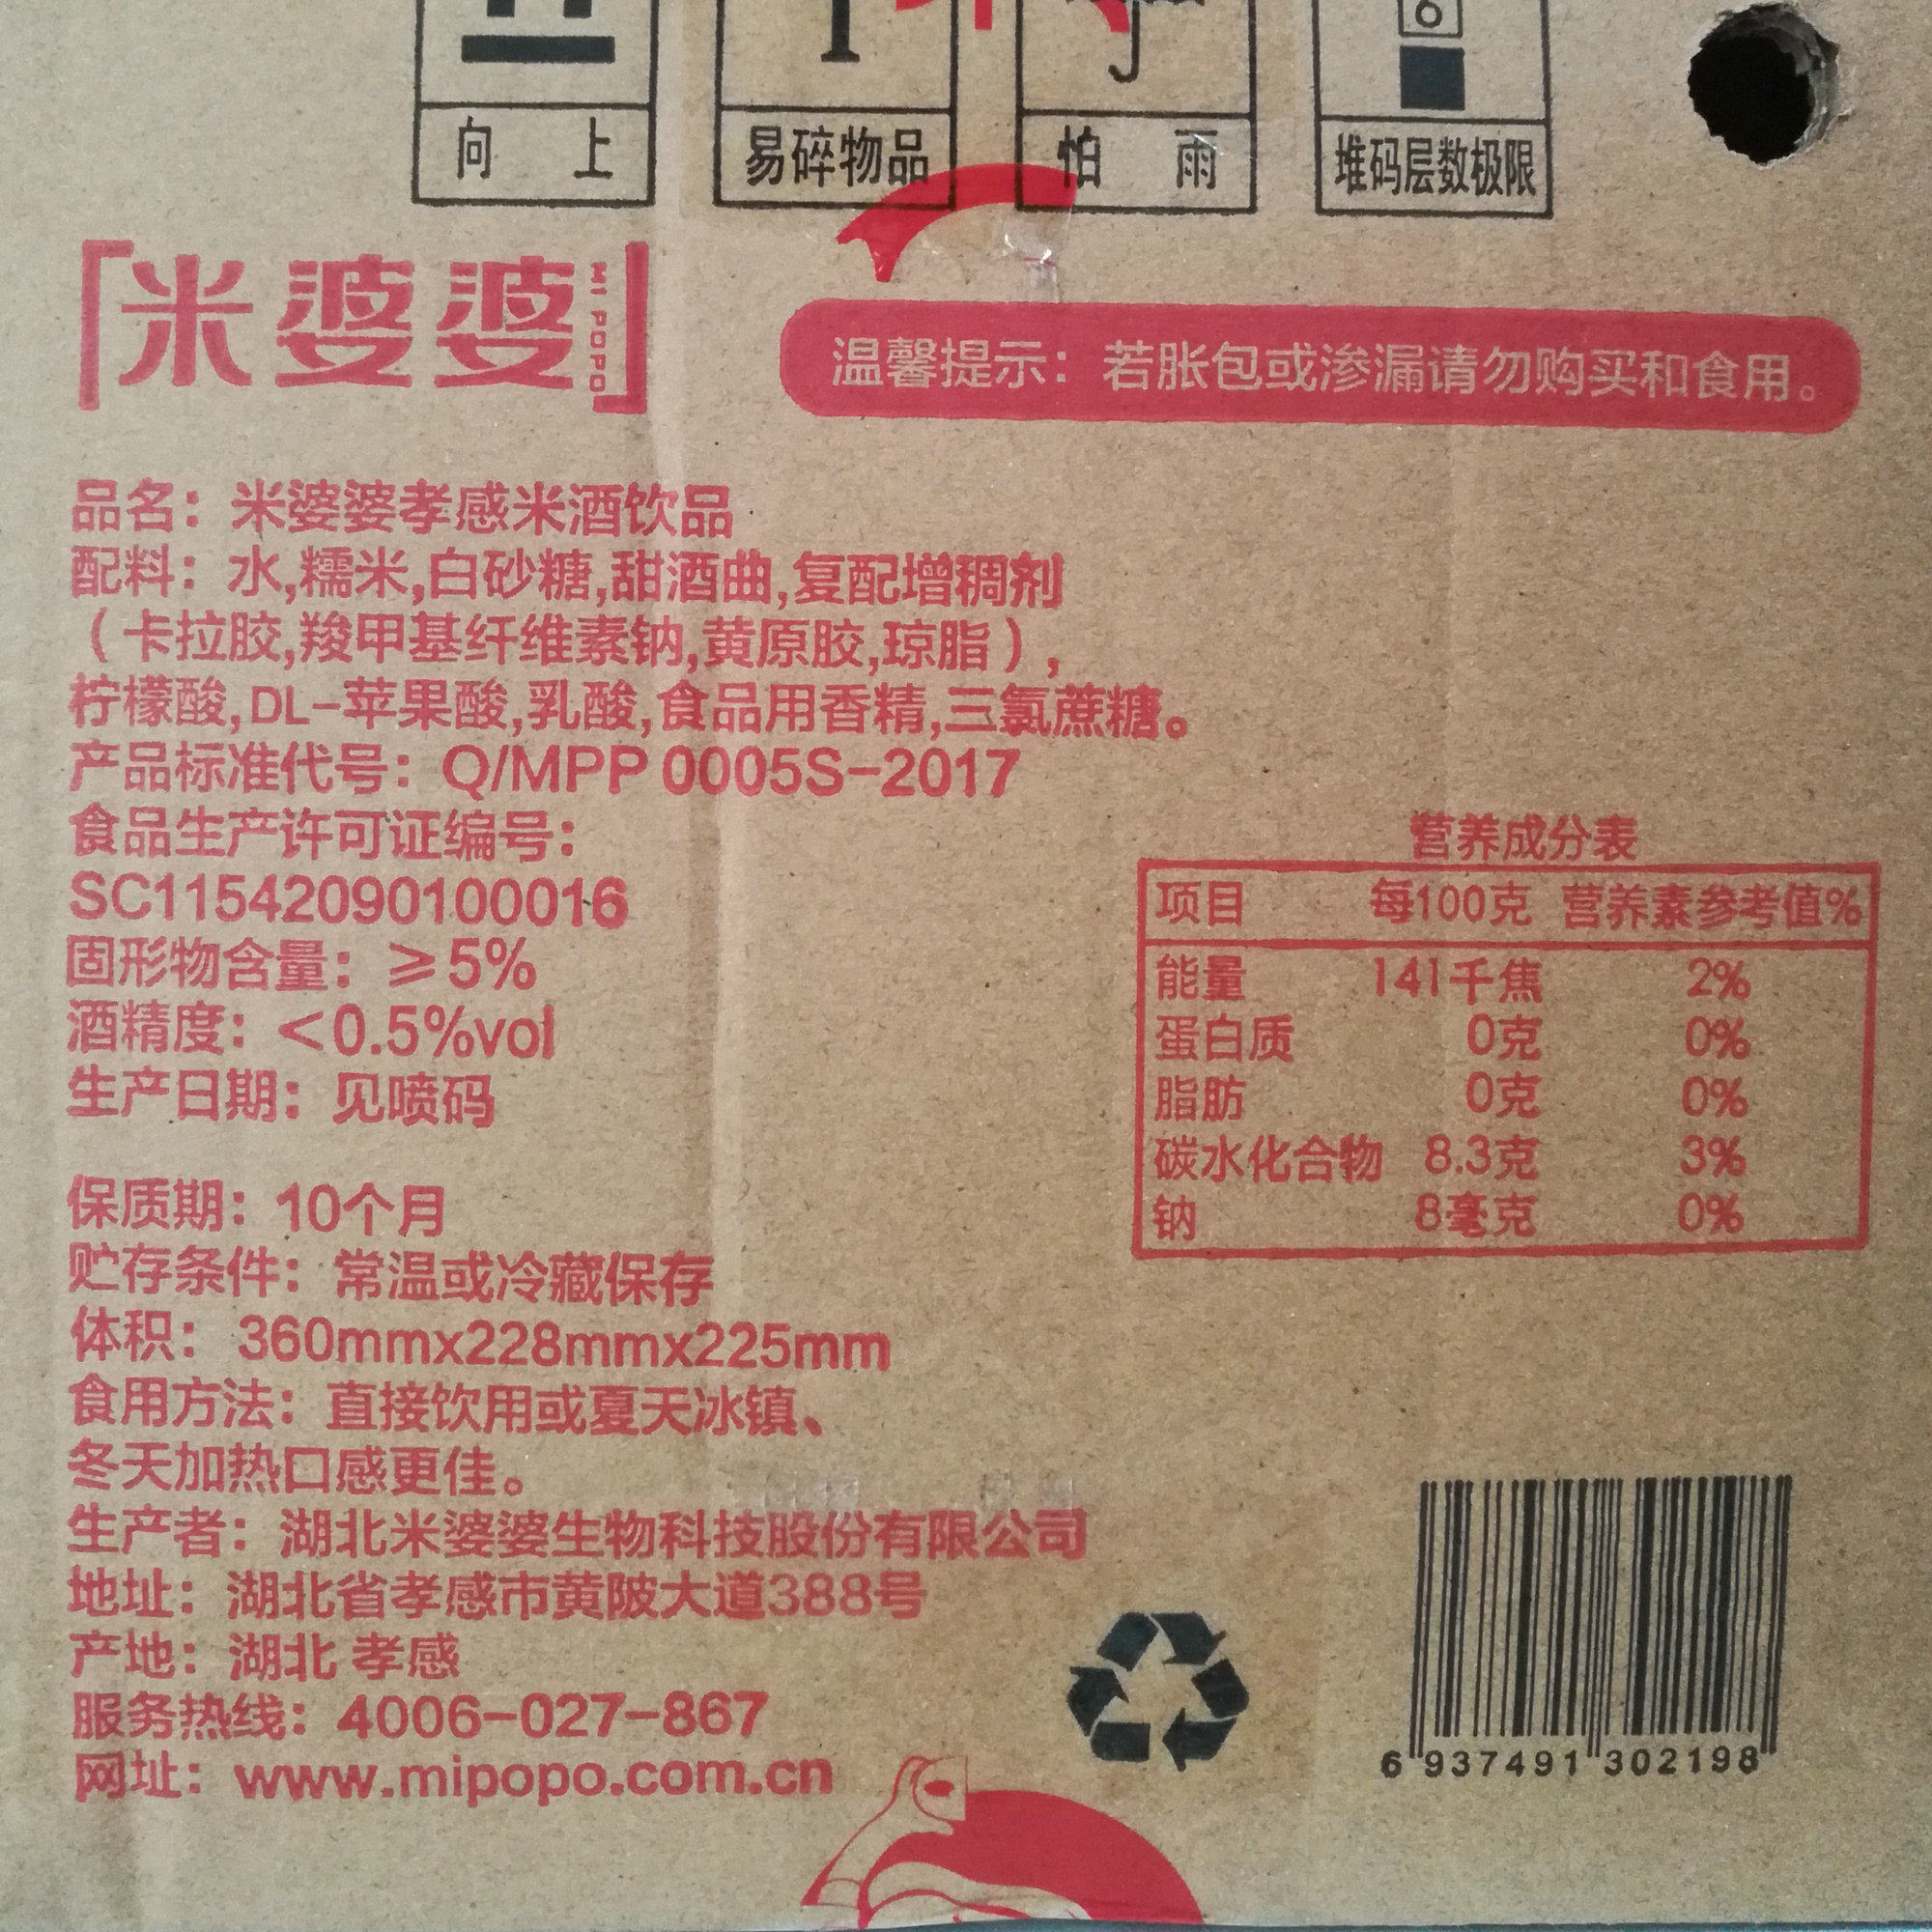 向 上
易碎物品
怕 雨
堆码层数极限
6
米婆婆
MI POPO
温馨提示：若胀包或渗漏请勿购买和食用。
品名：米婆婆孝感米酒饮品
配料：水,糯米,白砂糖,甜酒曲,复配增稠剂
（卡拉胶,羧甲基纤维素钠,黄原胶,琼脂），
柠檬酸,DL-苹果酸,乳酸,食品用香精,三氯蔗糖。
产品标准代号：Q/MPP 0005S-2017
食品生产许可证编号：
SC11542090100016
固形物含量：≥5%
酒精度：<0.5%vol
生产日期：见喷码
保质期：10个月
贮存条件：常温或冷藏保存
体积：360mmx228mmx225mm
食用方法：直接饮用或夏天冰镇、
冬天加热口感更佳。
生产者：湖北米婆婆生物科技股份有限公司
地址：湖北省孝感市黄陂大道388号
产地：湖北 孝感
服务热线：4006-027-867
网址：www.mipopo.com.cn
营养成分表
项目 每100克 营养素参考值%
能量 141千焦 2%
蛋白质 0克 0%
脂肪 0克 0%
碳水化合物 8.3克 3%
钠 8毫克 0%
6 937491 302198